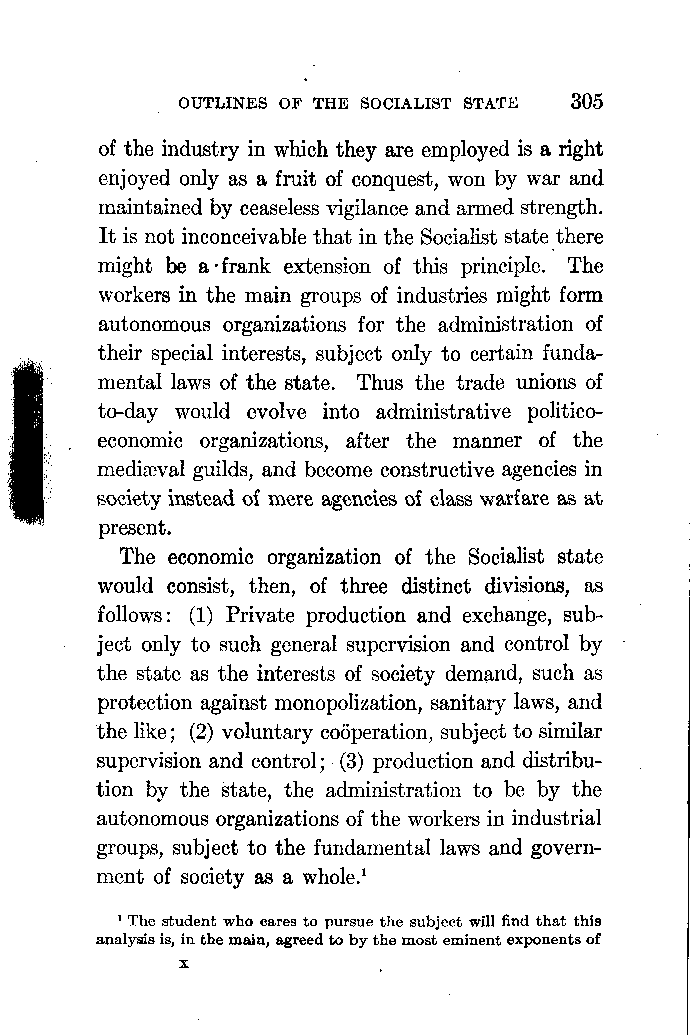 OUTLINES OF THE SOCIALIST STATE 305
of the industry in which they are employed is a right
enjoyed only as a fruit of conquest, won by war and
maintained by ceaseless vigilance and armed strength.
It is not inconceivable that in the Socialist state there
might be a frank extension of this principle. The
workers in the main groups of industries might form
autonomous organizations for the administration of
their special interests, subject only to certain funda-
mental laws of the state. Thus the trade unions of
to-day would evolve into administrative politico-
economic organizations, after the manner of the
mediæval guilds, and become constructive agencies in
society instead of mere agencies of class warfare as at
present.
The economic organization of the Socialist state
would consist, then, of three distinct divisions, as
follows: (1) Private production and exchange, sub-
ject only to such general supervision and control by
the state as the interests of society demand, such as
protection against monopolization, sanitary laws, and
the like; (2) voluntary coöperation, subject to similar
supervision and control; (3) production and distribu-
tion by the state, the administration to be by the
autonomous organizations of the workers in industrial
groups, subject to the fundamental laws and govern-
ment of society as a whole.¹
¹ The student who cares to pursue the subject will find that this
analysis is, in the main, agreed to by the most eminent exponents of
X